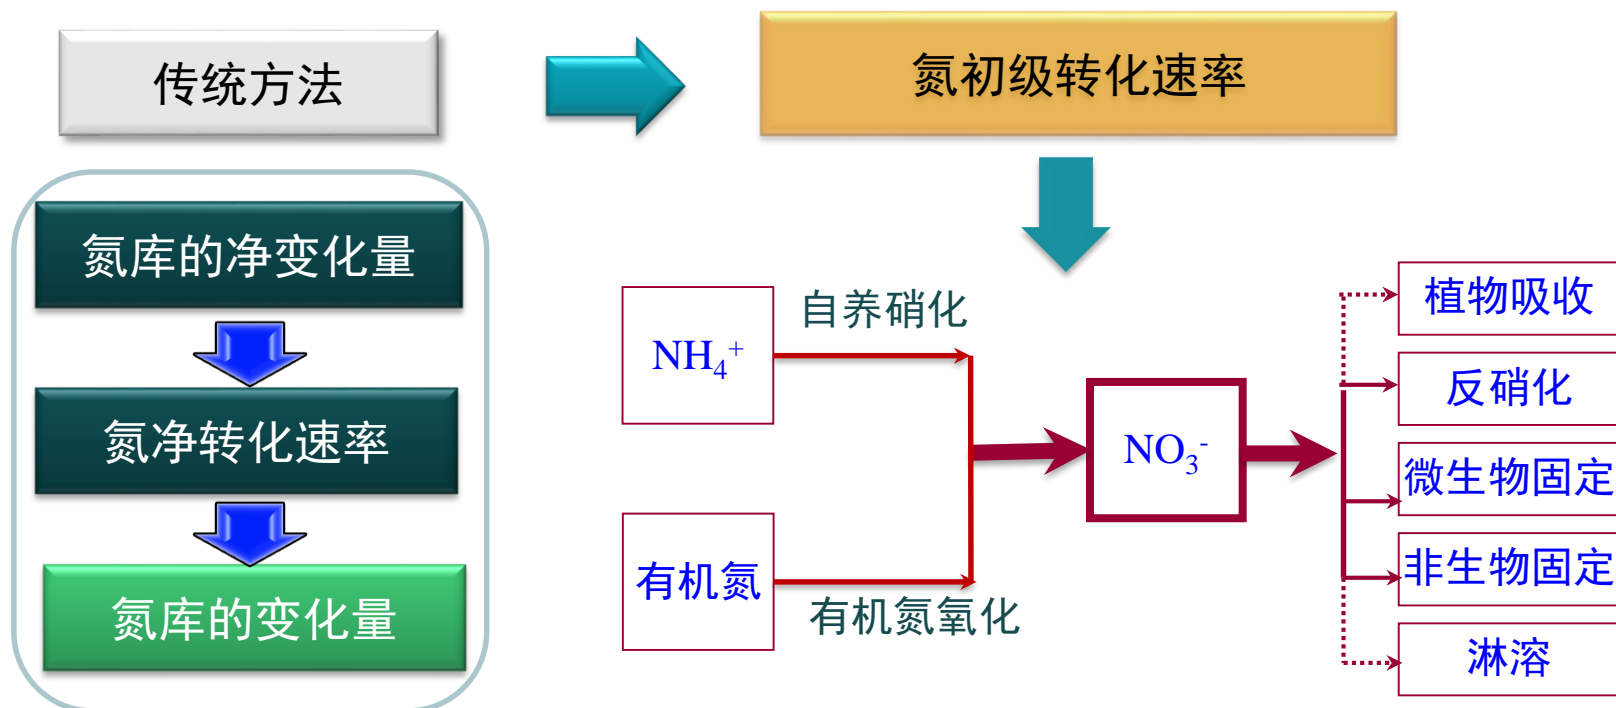 传统方法
氮初级转化速率
氮库的净变化量
氮净转化速率
氮库的变化量
NH₄⁺
自养硝化
有机氮
有机氮氧化
NO₃⁻
植物吸收
反硝化
微生物固定
非生物固定
淋溶